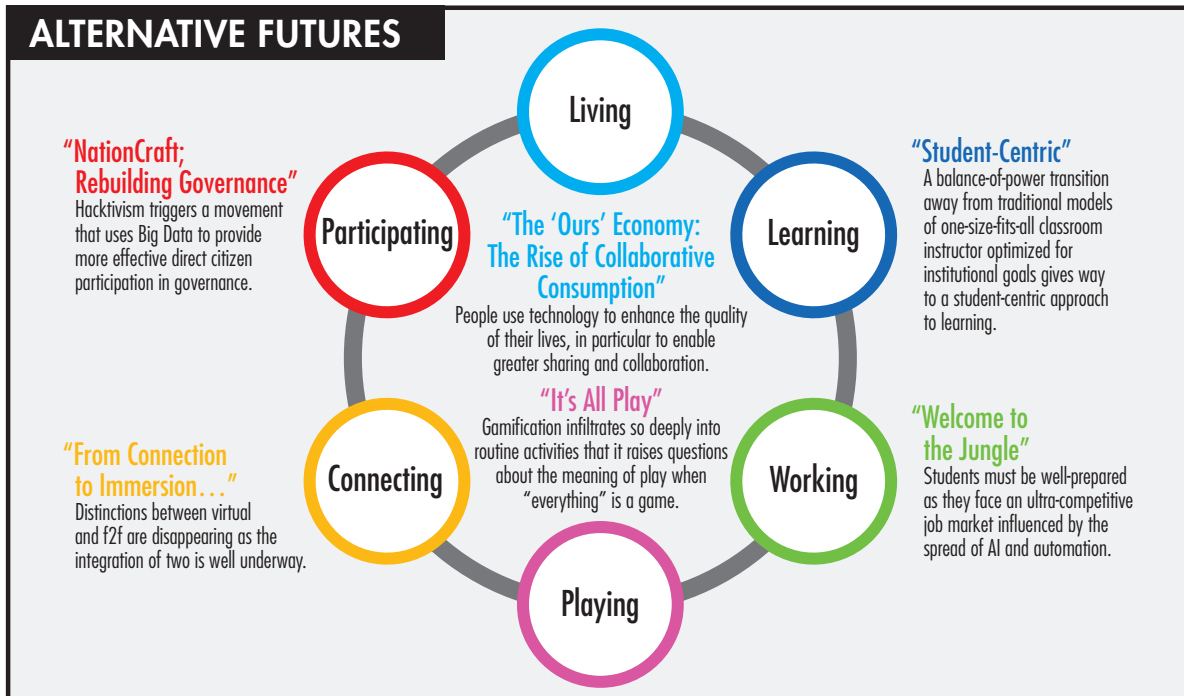 ALTERNATIVE FUTURES
Living
"NationCraft;
Rebuilding Governance"
Hacktivism triggers a movement
that uses Big Data to provide
more effective direct citizen
participation in governance.
Participating
"The 'Ours' Economy:
The Rise of Collaborative
Consumption"
People use technology to enhance the quality
of their lives, in particular to enable
greater sharing and collaboration.
Learning
"Student-Centric"
A balance-of-power transition
away from traditional models
of one-size-fits-all classroom
instructor optimized for
institutional goals gives way
to a student-centric approach
to learning.
"From Connection
to Immersion…"
Distinctions between virtual
and f2f are disappearing as the
integration of two is well underway.
Connecting
"It's All Play"
Gamification infiltrates so deeply into
routine activities that it raises questions
about the meaning of play when
"everything" is a game.
Working
"Welcome to
the Jungle"
Students must be well-prepared
as they face an ultra-competitive
job market influenced by the
spread of AI and automation.
Playing